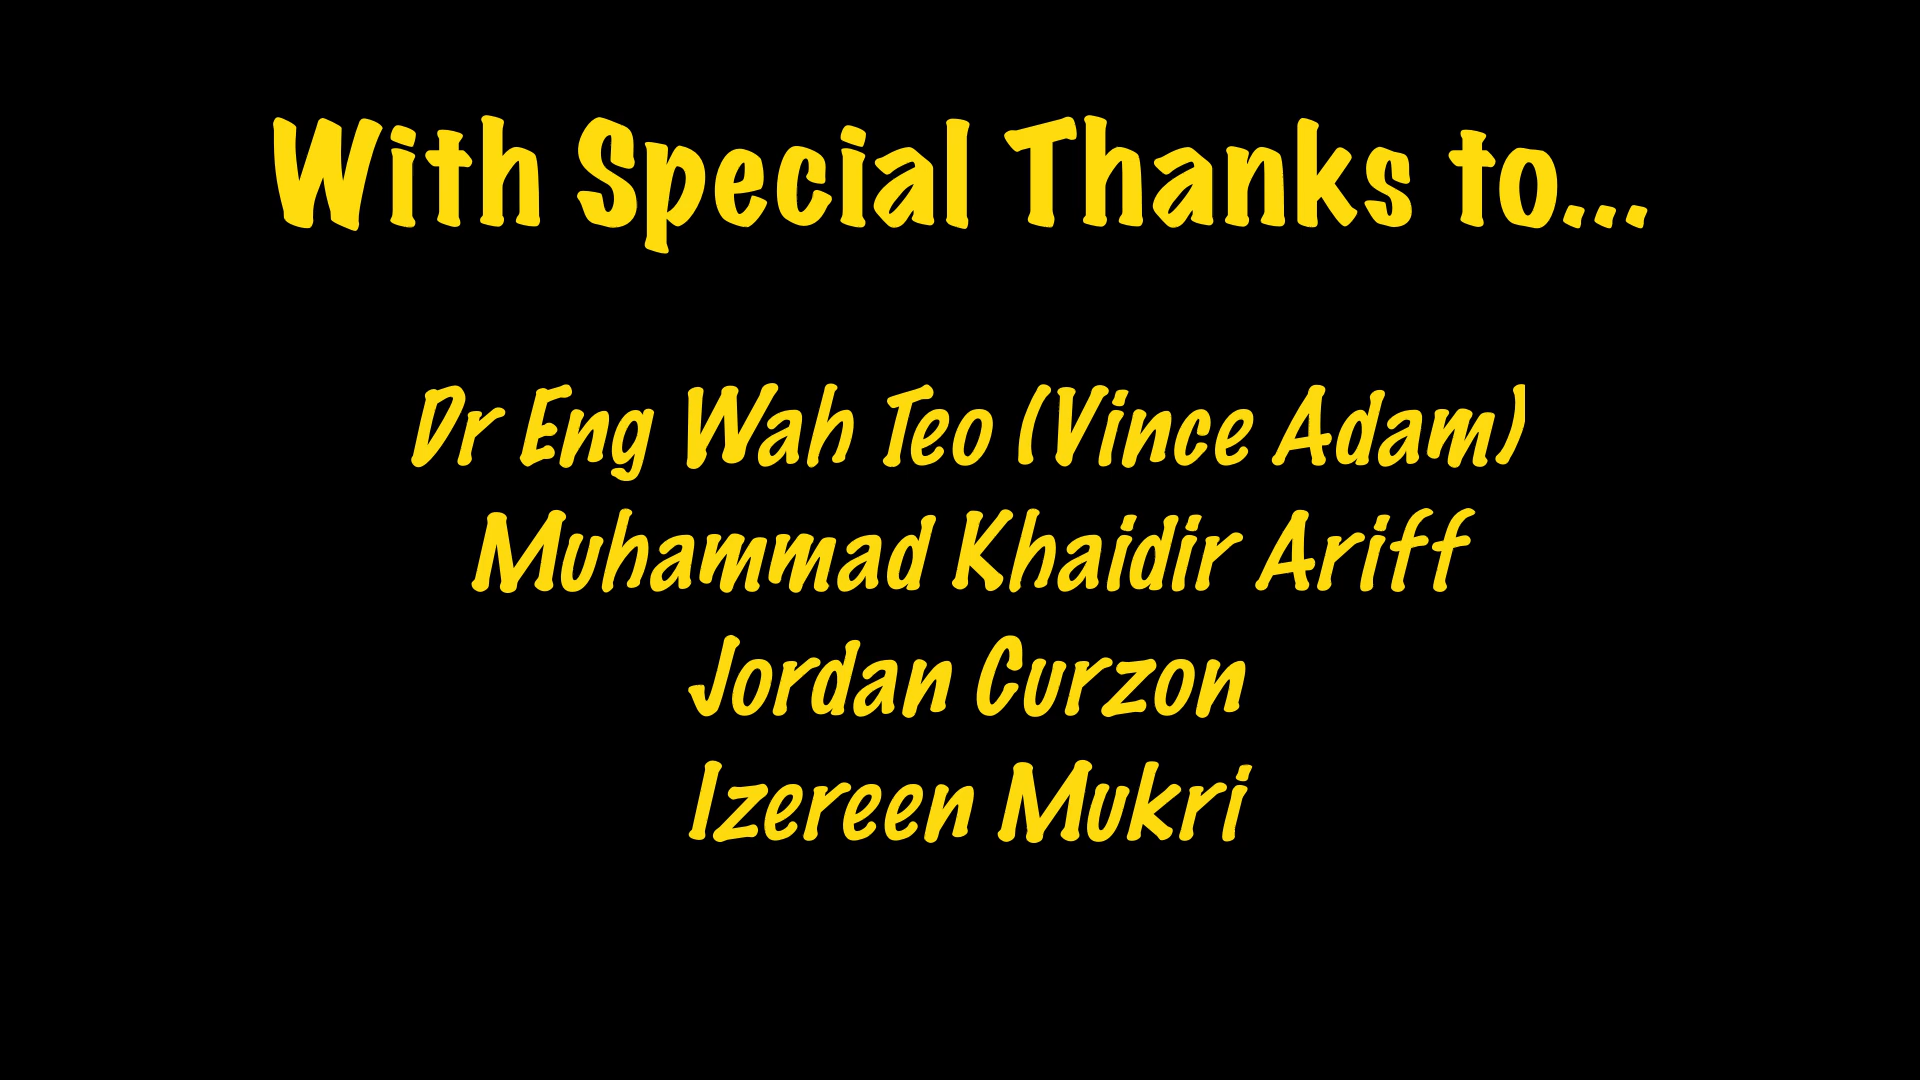 With Special Thanks to...
Dr Eng Wah Teo (Vince Adam)
Muhammad Khaidir Ariff
Jordan Curzon
Izereen Mukri